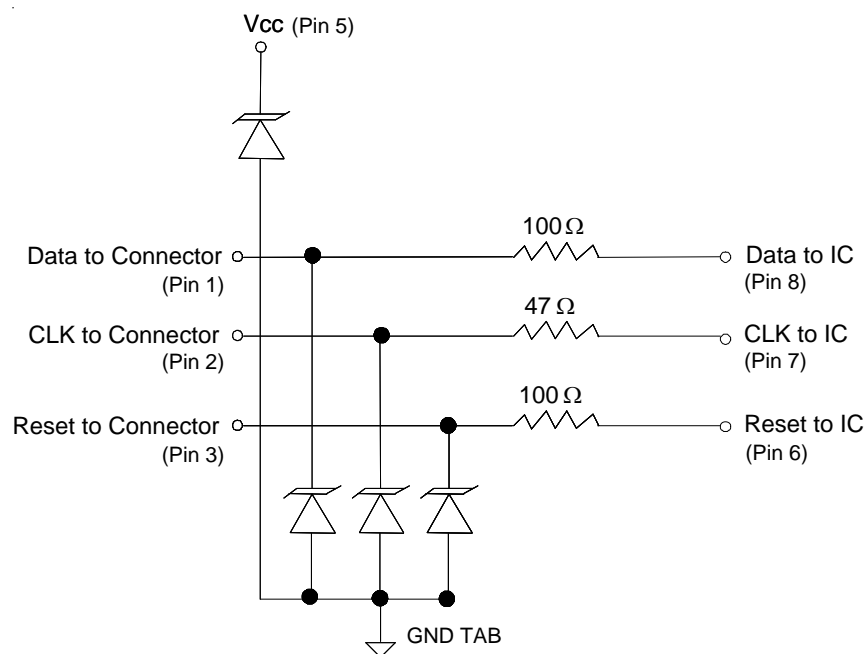 Vcc (Pin 5)
100 Ω
Data to Connector
(Pin 1)
Data to IC
(Pin 8)
47 Ω
CLK to Connector
(Pin 2)
CLK to IC
(Pin 7)
100 Ω
Reset to Connector
(Pin 3)
Reset to IC
(Pin 6)
GND TAB